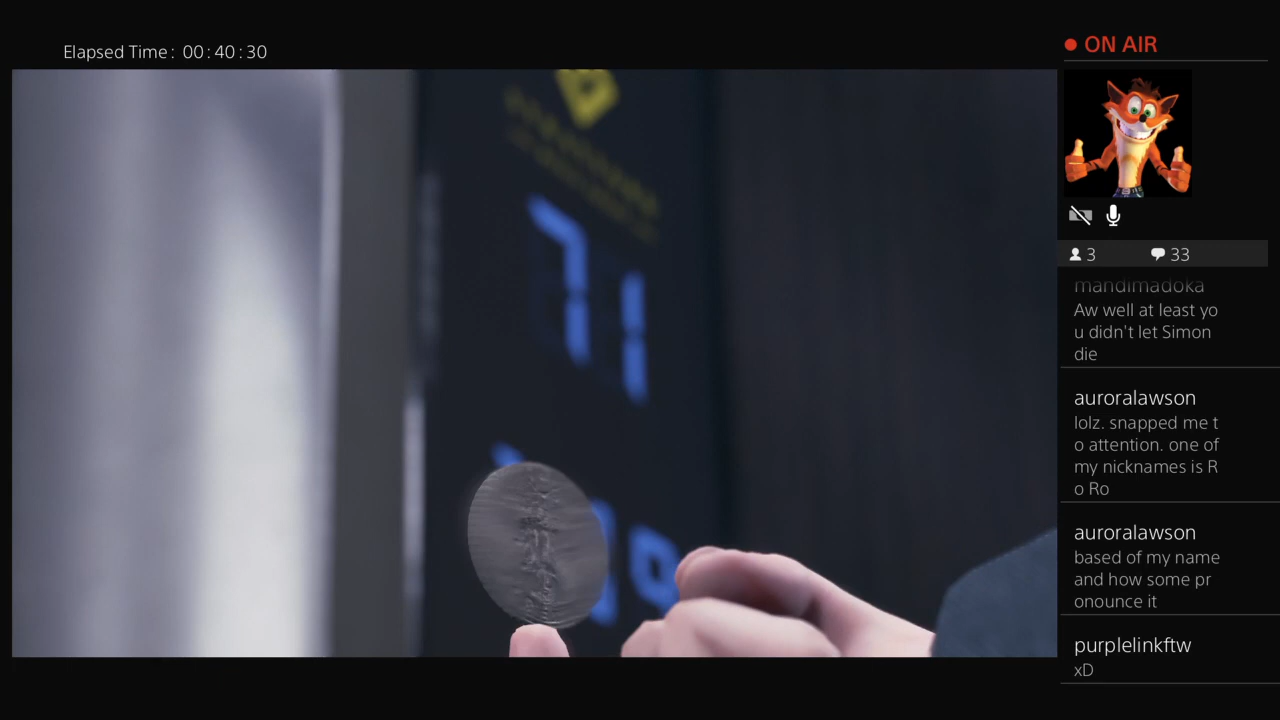 Elapsed Time: 00:40:30
ON AIR
3 33
mandimadoka
Aw well at least yo
u didn't let Simon
die
auroralawson
lolz. snapped me t
o attention. one of
my nicknames is R
o Ro
auroralawson
based of my name
and how some pr
onounce it
purplelinkftw
xD
71